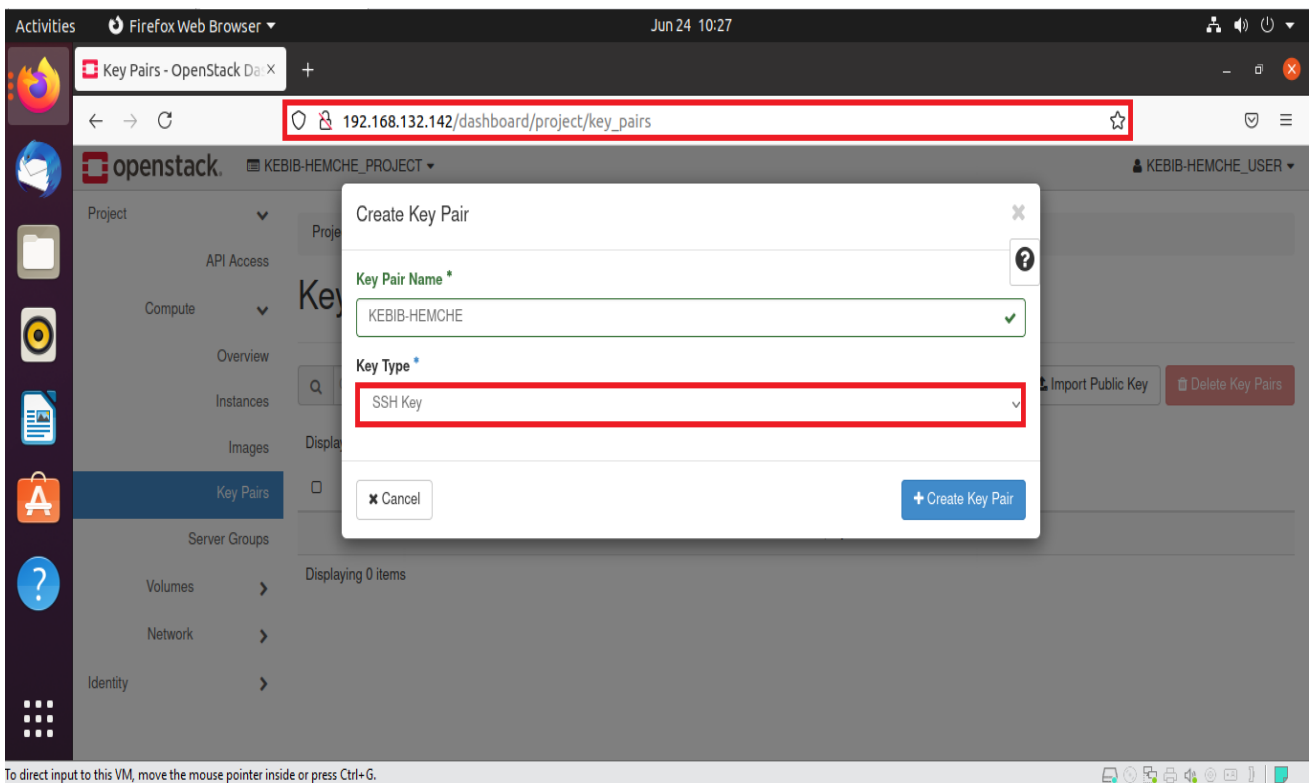 Activities Firefox Web Browser Jun 24 10:27
Key Pairs - OpenStack Da
192.168.132.142/dashboard/project/key_pairs
openstack. KEBIB-HEMCHE_PROJECT KEBIB-HEMCHE_USER
Project
API Access
Compute
Overview
Instances
Images
Key Pairs
Server Groups
Volumes
Network
Identity
Proje
Key
Import Public Key Delete Key Pairs
Displa
Displaying 0 items
Create Key Pair
Key Pair Name *
KEBIB-HEMCHE
Key Type *
SSH Key
Cancel + Create Key Pair
To direct input to this VM, move the mouse pointer inside or press Ctrl+G.